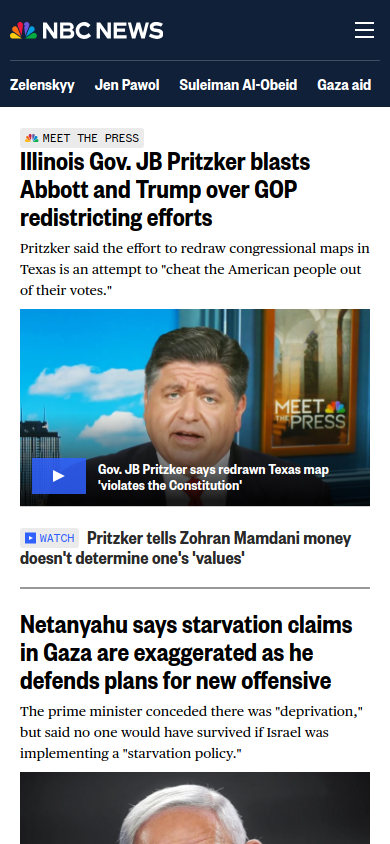 NBC NEWS
Zelenskyy Jen Pawol Suleiman Al-Obeid Gaza aid
MEET THE PRESS
Illinois Gov. JB Pritzker blasts
Abbott and Trump over GOP
redistricting efforts
Pritzker said the effort to redraw congressional maps in
Texas is an attempt to "cheat the American people out
of their votes."
MEET
THE PRESS
Gov. JB Pritzker says redrawn Texas map
'violates the Constitution'
WATCH Pritzker tells Zohran Mamdani money
doesn't determine one's 'values'
Netanyahu says starvation claims
in Gaza are exaggerated as he
defends plans for new offensive
The prime minister conceded there was "deprivation,"
but said no one would have survived if Israel was
implementing a "starvation policy."